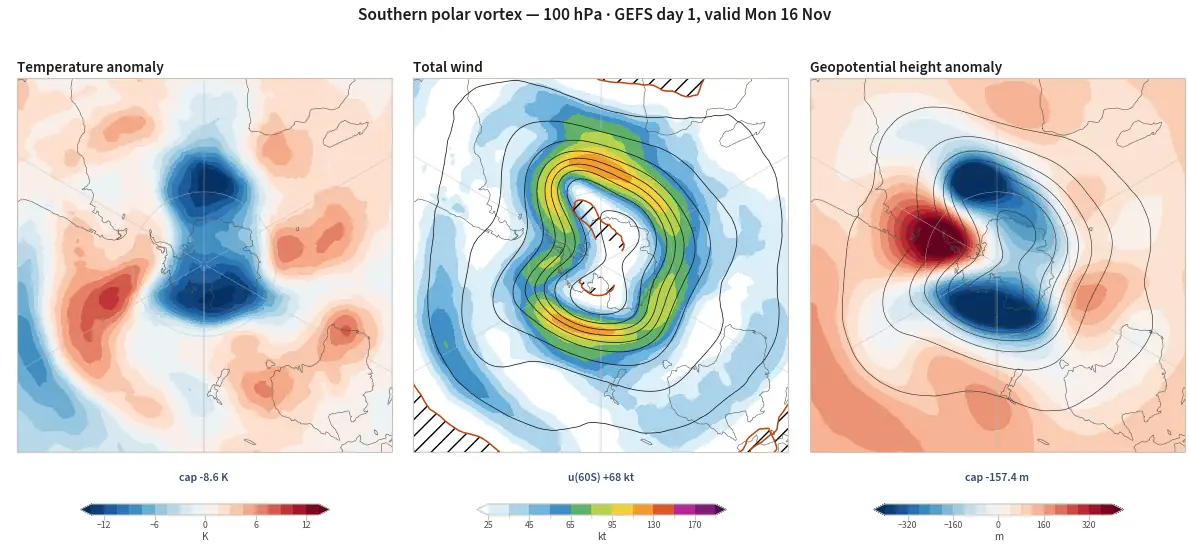 Southern polar vortex — 100 hPa · GEFS day 1, valid Mon 16 Nov
Temperature anomaly
Total wind
Geopotential height anomaly
cap -8.6 K
u(60S) +68 kt
cap -157.4 m
−12 −6 0 6 12
K
25 45 65 95 130 170
kt
−320 −160 0 160 320
m